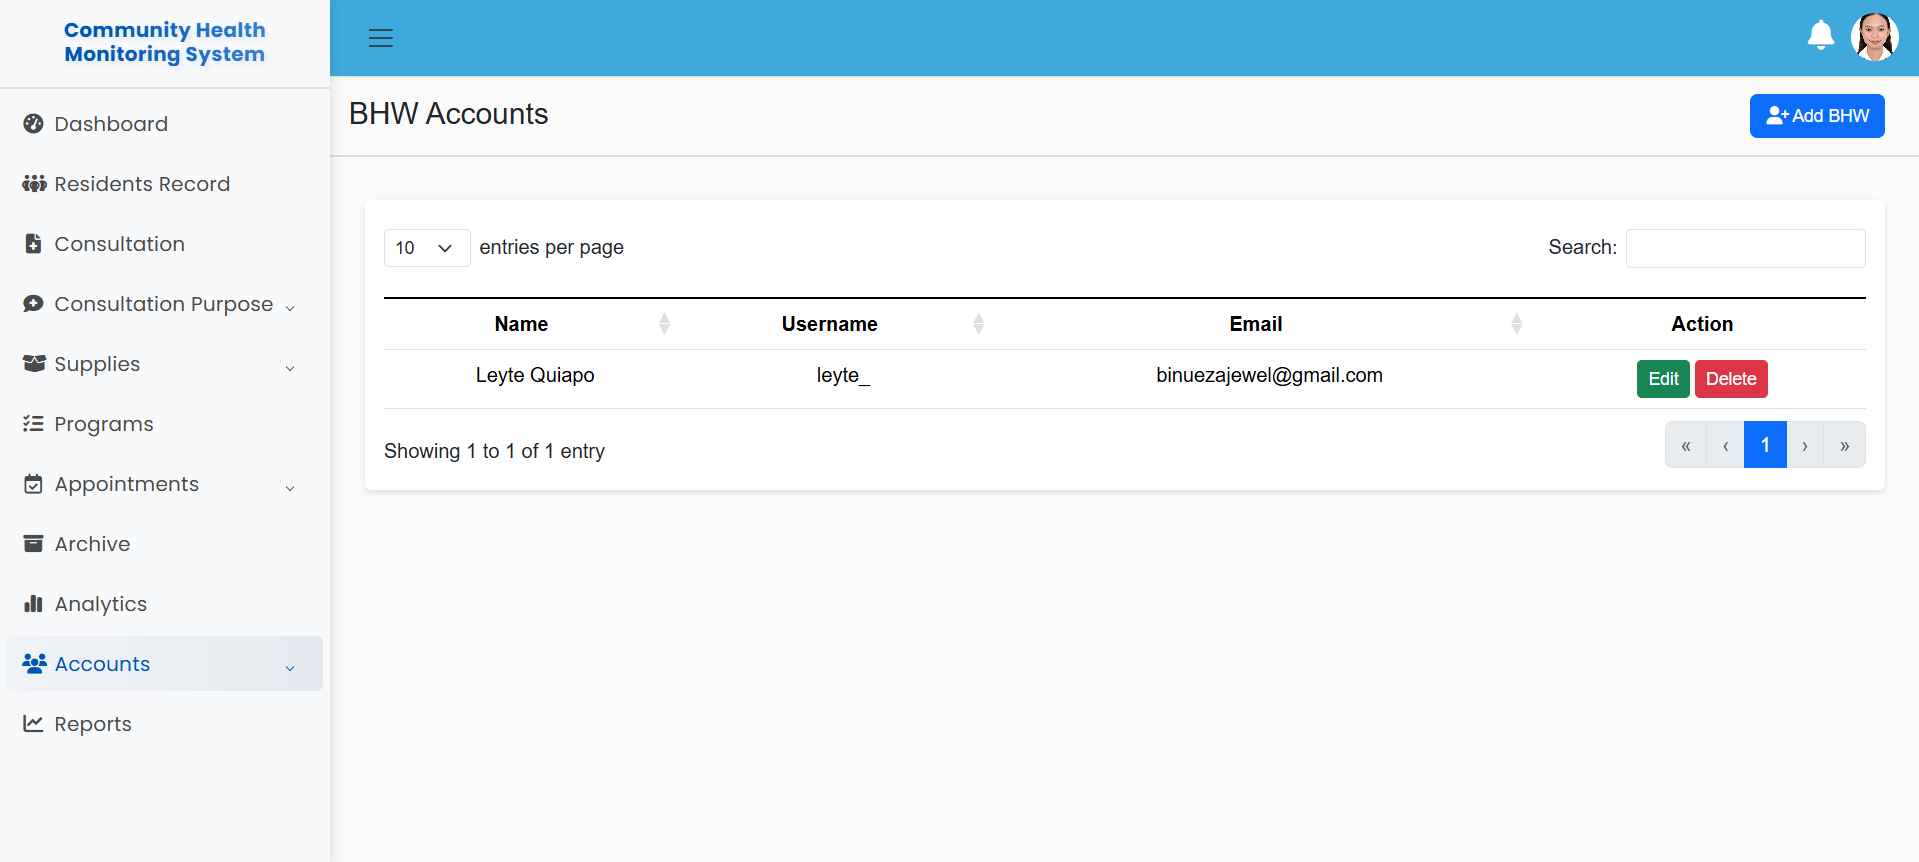 Community Health
Monitoring System
Dashboard
Residents Record
Consultation
Consultation Purpose
Supplies
Programs
Appointments
Archive
Analytics
Accounts
Reports
BHW Accounts
Add BHW
10 entries per page
Search:
Name Username Email Action
Leyte Quiapo leyte_ binuezajewel@gmail.com Edit Delete
Showing 1 to 1 of 1 entry
« ‹ 1 › »